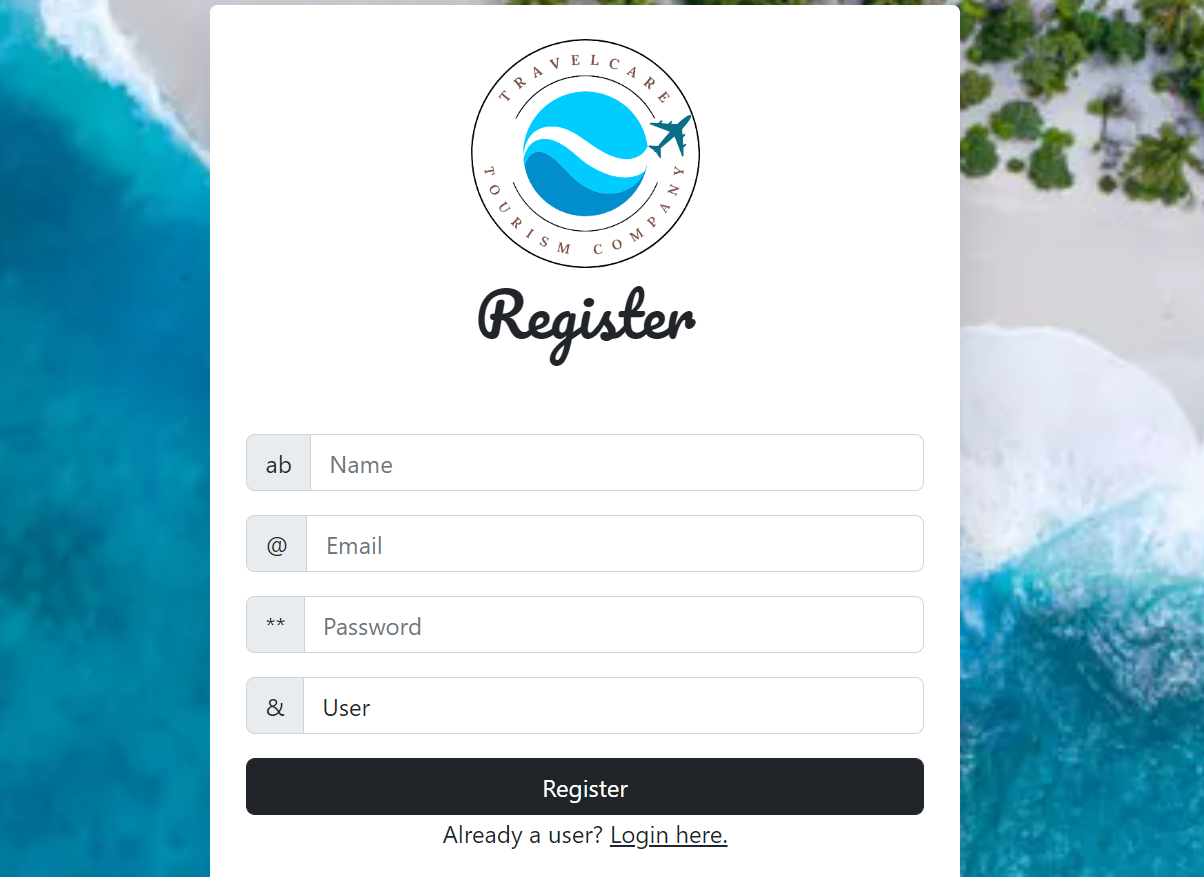 TRAVELCARE
TOURISM COMPANY
Register
ab Name
@ Email
** Password
& User
Register
Already a user? Login here.